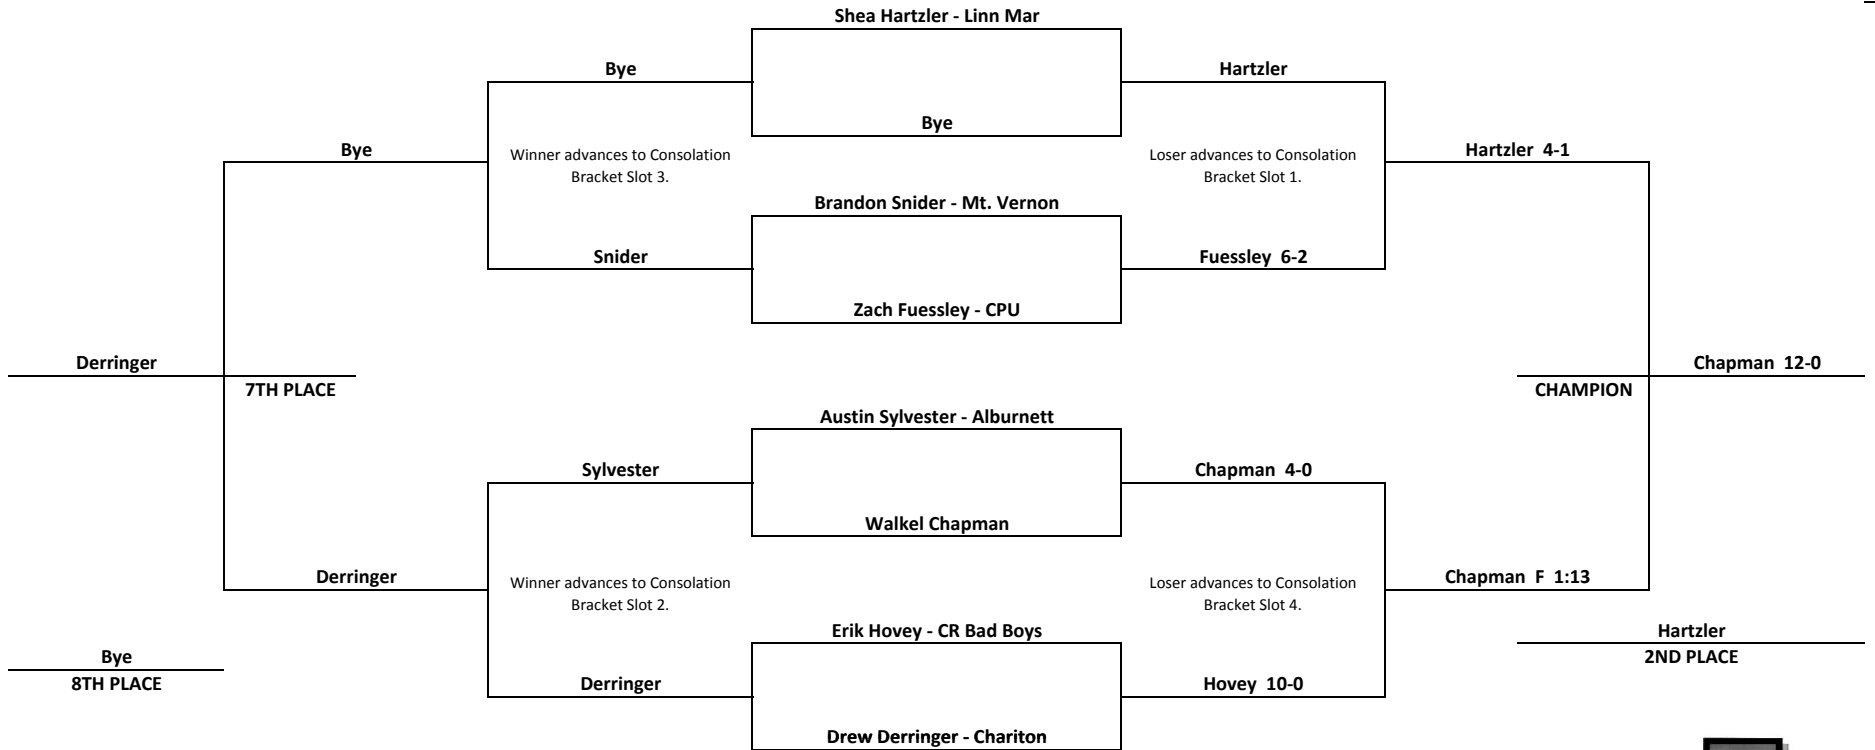 Shea Hartzler - Linn Mar
Bye
Hartzler
Bye
Bye
Winner advances to Consolation
Bracket Slot 3.
Loser advances to Consolation
Bracket Slot 1.
Hartzler 4-1
Brandon Snider - Mt. Vernon
Snider
Fuessley 6-2
Zach Fuessley - CPU
Derringer
7TH PLACE
Chapman 12-0
CHAMPION
Austin Sylvester - Alburnett
Sylvester
Chapman 4-0
Walkel Chapman
Derringer
Winner advances to Consolation
Bracket Slot 2.
Loser advances to Consolation
Bracket Slot 4.
Chapman F 1:13
Erik Hovey - CR Bad Boys
Hartzler
2ND PLACE
Bye
8TH PLACE
Derringer
Hovey 10-0
Drew Derringer - Chariton